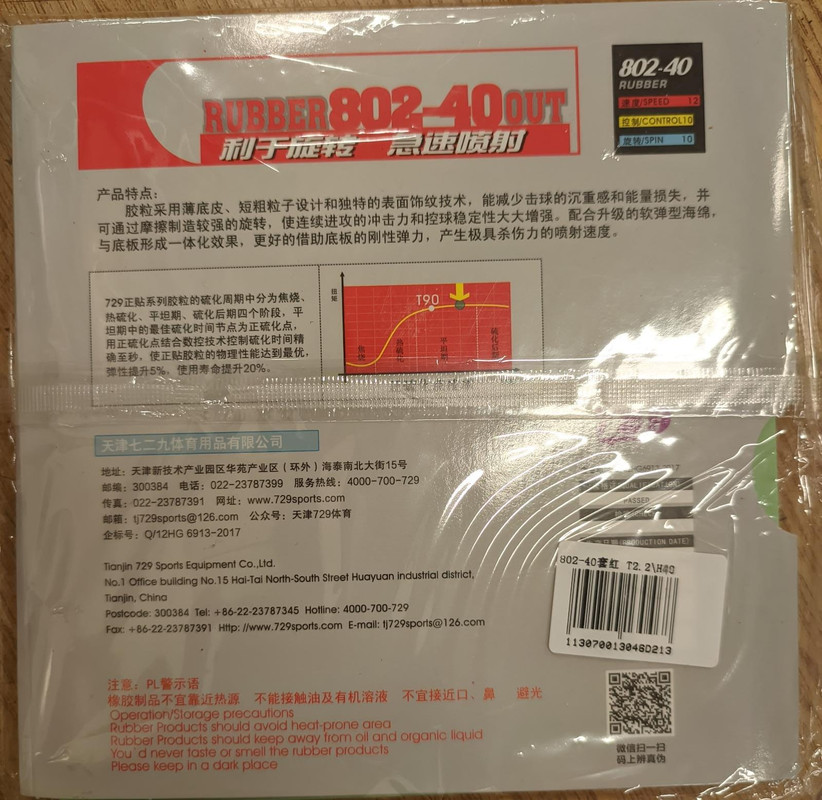 RUBBER802-40OUT
利于旋转 急速喷射
802-40
RUBBER
速度/SPEED 12
控制/CONTROL10
旋转/SPIN 10
产品特点:
胶粒采用薄底皮、短粗粒子设计和独特的表面饰纹技术，能减少击球的沉重感和能量损失，并
可通过摩擦制造较强的旋转，使连续进攻的冲击力和控球稳定性大大增强。配合升级的软弹型海绵，
与底板形成一体化效果，更好的借助底板的刚性弹力，产生极具杀伤力的喷射速度。
729正贴系列胶粒的硫化周期中分为焦烧、
热硫化、平坦期、硫化后期四个阶段，平
坦期中的最佳硫化时间节点为正硫化点，
用正硫化点结合数控技术控制硫化时间精
确至秒，使正贴胶粒的物理性能达到最优，
弹性提升5%，使用寿命提升20%。
扭矩
T90
焦烧
热硫化
平坦期
硫化后期
天津七二九体育用品有限公司
地址：天津新技术产业园区华苑产业区（环外）海泰南北大街15号
邮编：300384 电话：022-23787399 服务热线：4000-700-729
传真：022-23787391 网址：www.729sports.com
邮箱：tj729sports@126.com 公众号：天津729体育
企标号：Q/12HG 6913-2017
PASSED
(PRODUCTION DATE)
Tianjin 729 Sports Equipment Co.,Ltd.
No.1 Office building No.15 Hai-Tai North-South Street Huayuan industrial district,
Tianjin, China
Postcode: 300384 Tel: +86-22-23787345 Hotline: 4000-700-729
Fax: +86-22-23787391 Http: //www.729sports.com E-mail: tj729sports@126.com
802-40套红 T2.2\H40
113070013046D213
注意：PL警示语
橡胶制品不宜靠近热源 不能接触油及有机溶液 不宜接近口、鼻 避光
Operation/Storage precautions
Rubber Products should avoid heat-prone area
Rubber Products should keep away from oil and organic liquid
You'd never taste or smell the rubber products
Please keep in a dark place
微信扫一扫
码上辨真伪